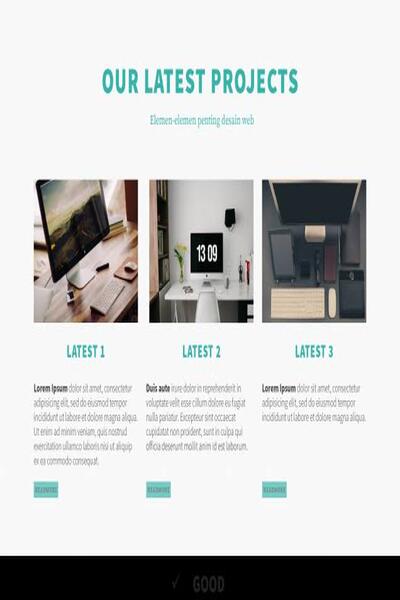 OUR LATEST PROJECTS
Elemen-elemen penting desain web
13 09
LATEST 1
LATEST 2
LATEST 3
Lorem Ipsum dolor sit amet, consectetur
adipisicing elit, sed do eiusmod tempor
incididunt ut labore et dolore magna aliqua.
Ut enim ad minim veniam, quis nostrud
exercitation ullamco laboris nisi ut aliquip
ex ea commodo consequat.
READMORE
Duis aute irure dolor in reprehenderit in
voluptate velit esse cillum dolore eu fugiat
nulla pariatur. Excepteur sint occaecat
cupidatat non proident, sunt in culpa qui
officia deserunt mollit anim id est laborum.
READMORE
Lorem Ipsum dolor sit amet, consectetur
adipisicing elit, sed do eiusmod tempor
incididunt ut labore et dolore magna aliqua.
READMORE
✓ GOOD